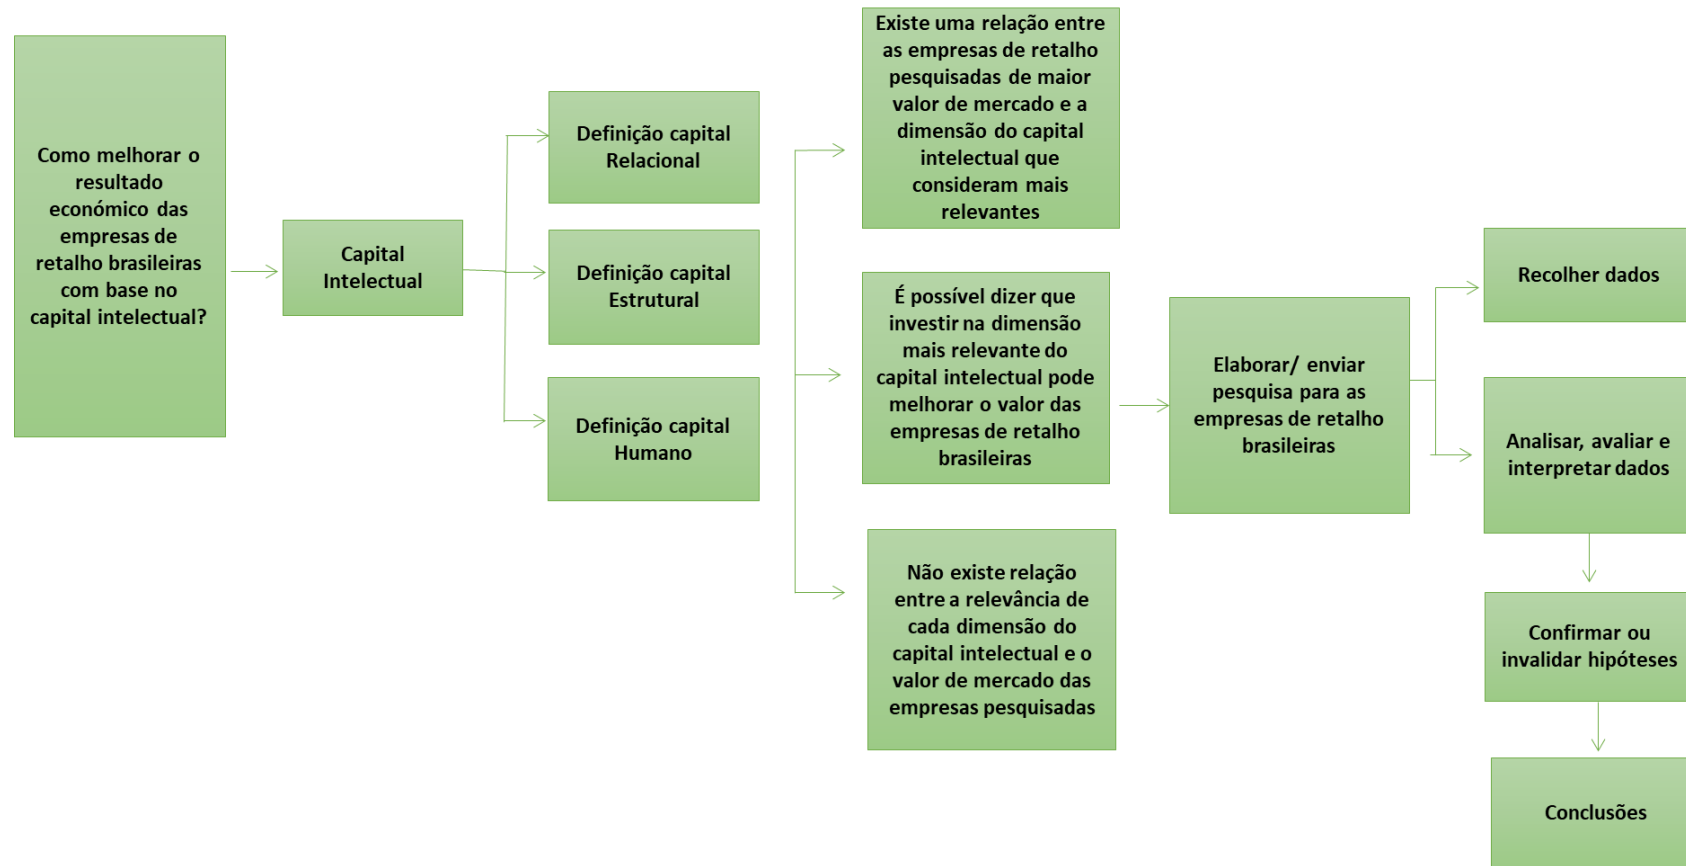 Como melhorar o
resultado
económico das
empresas de
retalho brasileiras
com base no
capital intelectual?
Capital
Intelectual
Definição capital
Relacional
Definição capital
Estrutural
Definição capital
Humano
Existe uma relação entre
as empresas de retalho
pesquisadas de maior
valor de mercado e a
dimensão do capital
intelectual que
consideram mais
relevantes
É possível dizer que
investir na dimensão
mais relevante do
capital intelectual pode
melhorar o valor das
empresas de retalho
brasileiras
Não existe relação
entre a relevância de
cada dimensão do
capital intelectual e o
valor de mercado das
empresas pesquisadas
Elaborar/ enviar
pesquisa para as
empresas de retalho
brasileiras
Recolher dados
Analisar, avaliar e
interpretar dados
Confirmar ou
invalidar hipóteses
Conclusões